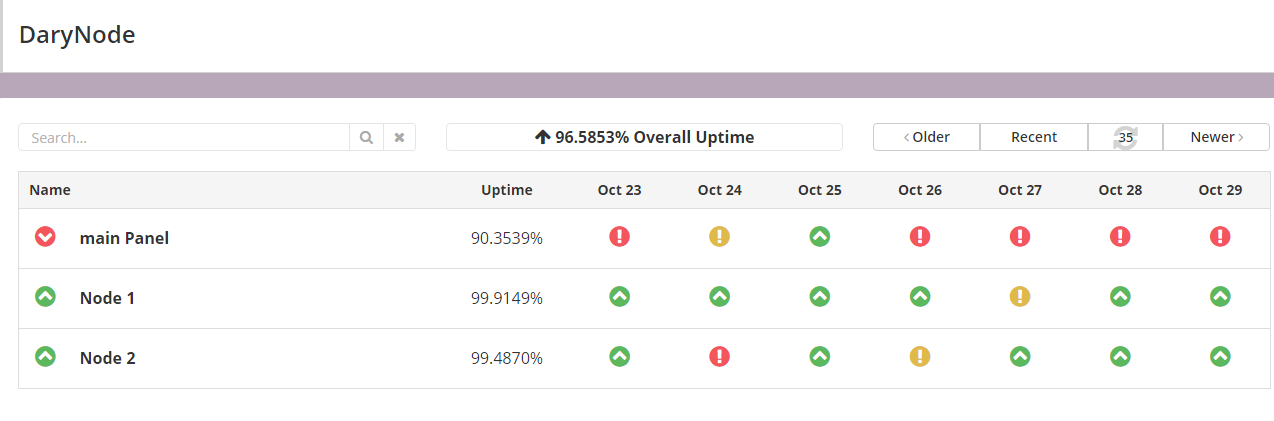 DaryNode
Search...
96.5853% Overall Uptime
Older Recent 35 Newer
Name Uptime Oct 23 Oct 24 Oct 25 Oct 26 Oct 27 Oct 28 Oct 29
main Panel 90.3539%
Node 1 99.9149%
Node 2 99.4870%